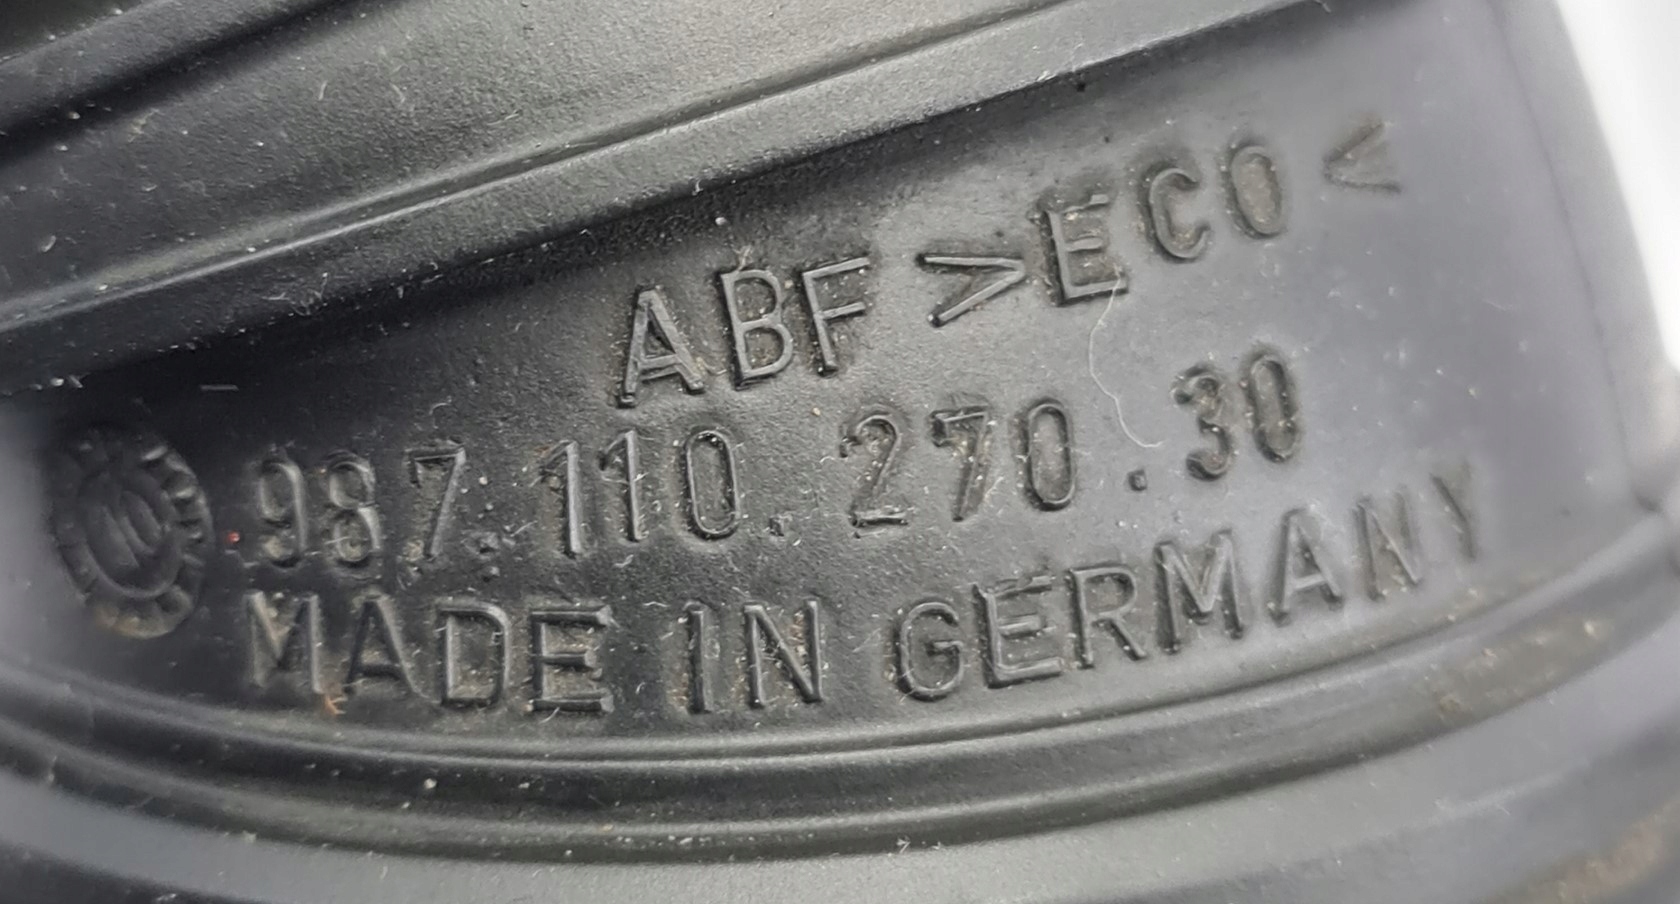 ABF >ECO<
987.110.270.30
MADE IN GERMANY